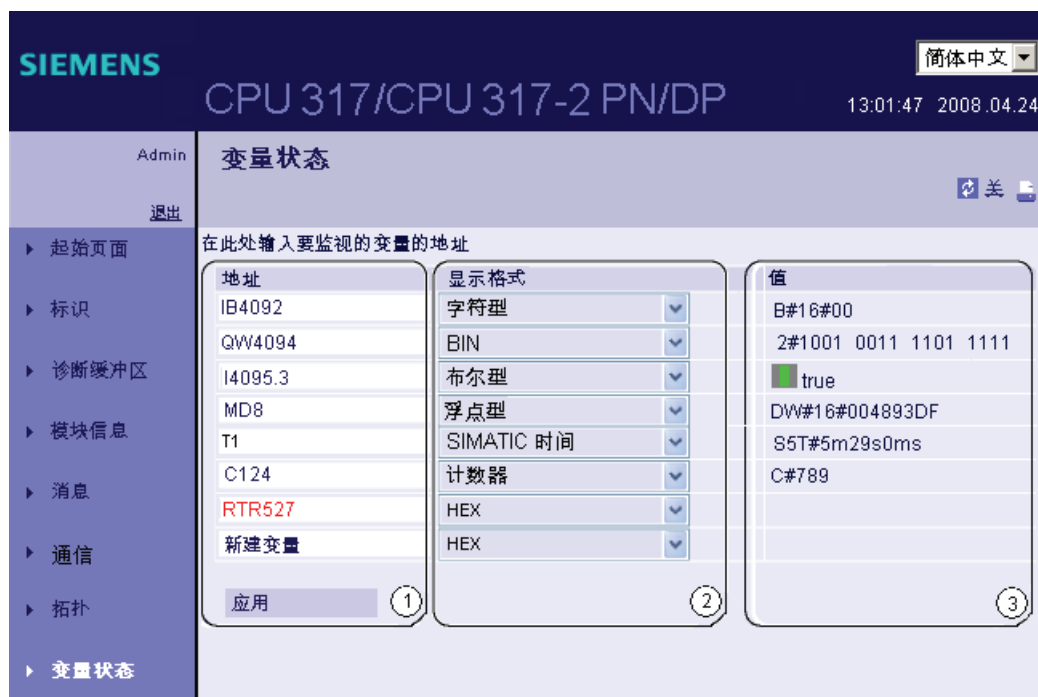 SIEMENS
简体中文
CPU 317/CPU 317-2 PN/DP
13:01:47 2008.04.24
Admin
变量状态
关
退出
起始页面
标识
诊断缓冲区
模块信息
消息
通信
拓扑
变量状态
在此处输入要监视的变量的地址
地址 显示格式 值
IB4092 字符型 B#16#00
QW4094 BIN 2#1001 0011 1101 1111
I4095.3 布尔型 true
MD8 浮点型 DW#16#004893DF
T1 SIMATIC 时间 S5T#5m29s0ms
C124 计数器 C#789
RTR527 HEX
新建变量 HEX
应用 1 2 3